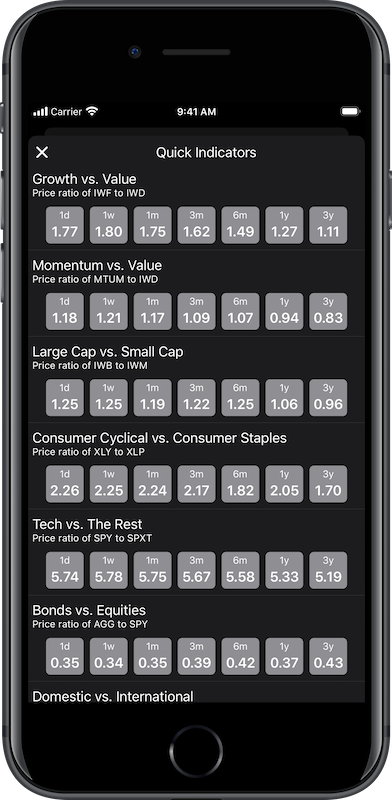 Carrier 9:41 AM
Quick Indicators
Growth vs. Value
Price ratio of IWF to IWD
1d 1w 1m 3m 6m 1y 3y
1.77 1.80 1.75 1.62 1.49 1.27 1.11
Momentum vs. Value
Price ratio of MTUM to IWD
1d 1w 1m 3m 6m 1y 3y
1.18 1.21 1.17 1.09 1.07 0.94 0.83
Large Cap vs. Small Cap
Price ratio of IWB to IWM
1d 1w 1m 3m 6m 1y 3y
1.25 1.25 1.19 1.22 1.25 1.06 0.96
Consumer Cyclical vs. Consumer Staples
Price ratio of XLY to XLP
1d 1w 1m 3m 6m 1y 3y
2.26 2.25 2.24 2.17 1.82 2.05 1.70
Tech vs. The Rest
Price ratio of SPY to SPXT
1d 1w 1m 3m 6m 1y 3y
5.74 5.78 5.75 5.67 5.58 5.33 5.19
Bonds vs. Equities
Price ratio of AGG to SPY
1d 1w 1m 3m 6m 1y 3y
0.35 0.34 0.35 0.39 0.42 0.37 0.43
Domestic vs. International